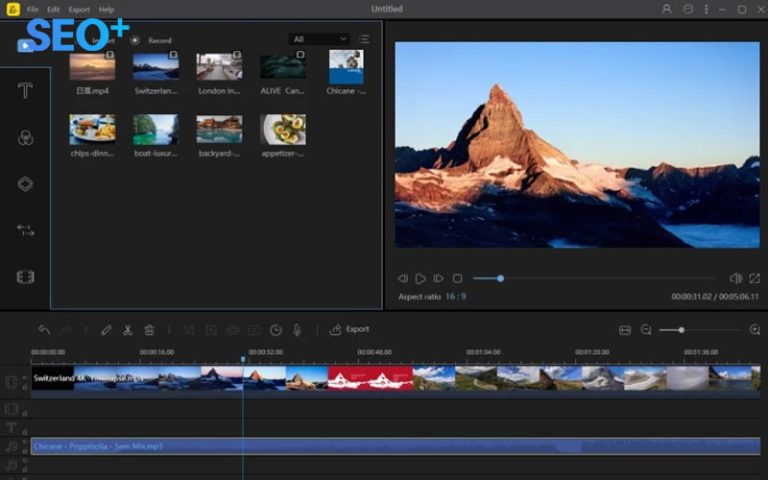 File Edit Export Help
Untitled
SEO+
Import Record
All
日落.mp4 Switzerlan... London in... ALIVE Can... Chicane -...
chips-dinn... boat-luxur... backyard-... appetizer-...
Aspect ratio 16 : 9
00:00:31.02 / 00:05:06.11
Export
00:00:00.00 00:00:16.00 00:00:32.00 00:00:48.00 00:01:04.00 00:01:20.00 00:01:36.00
Switzerland 4K Timelapse.mp4
Chicane - Poppiholla - 5am Mix.mp3